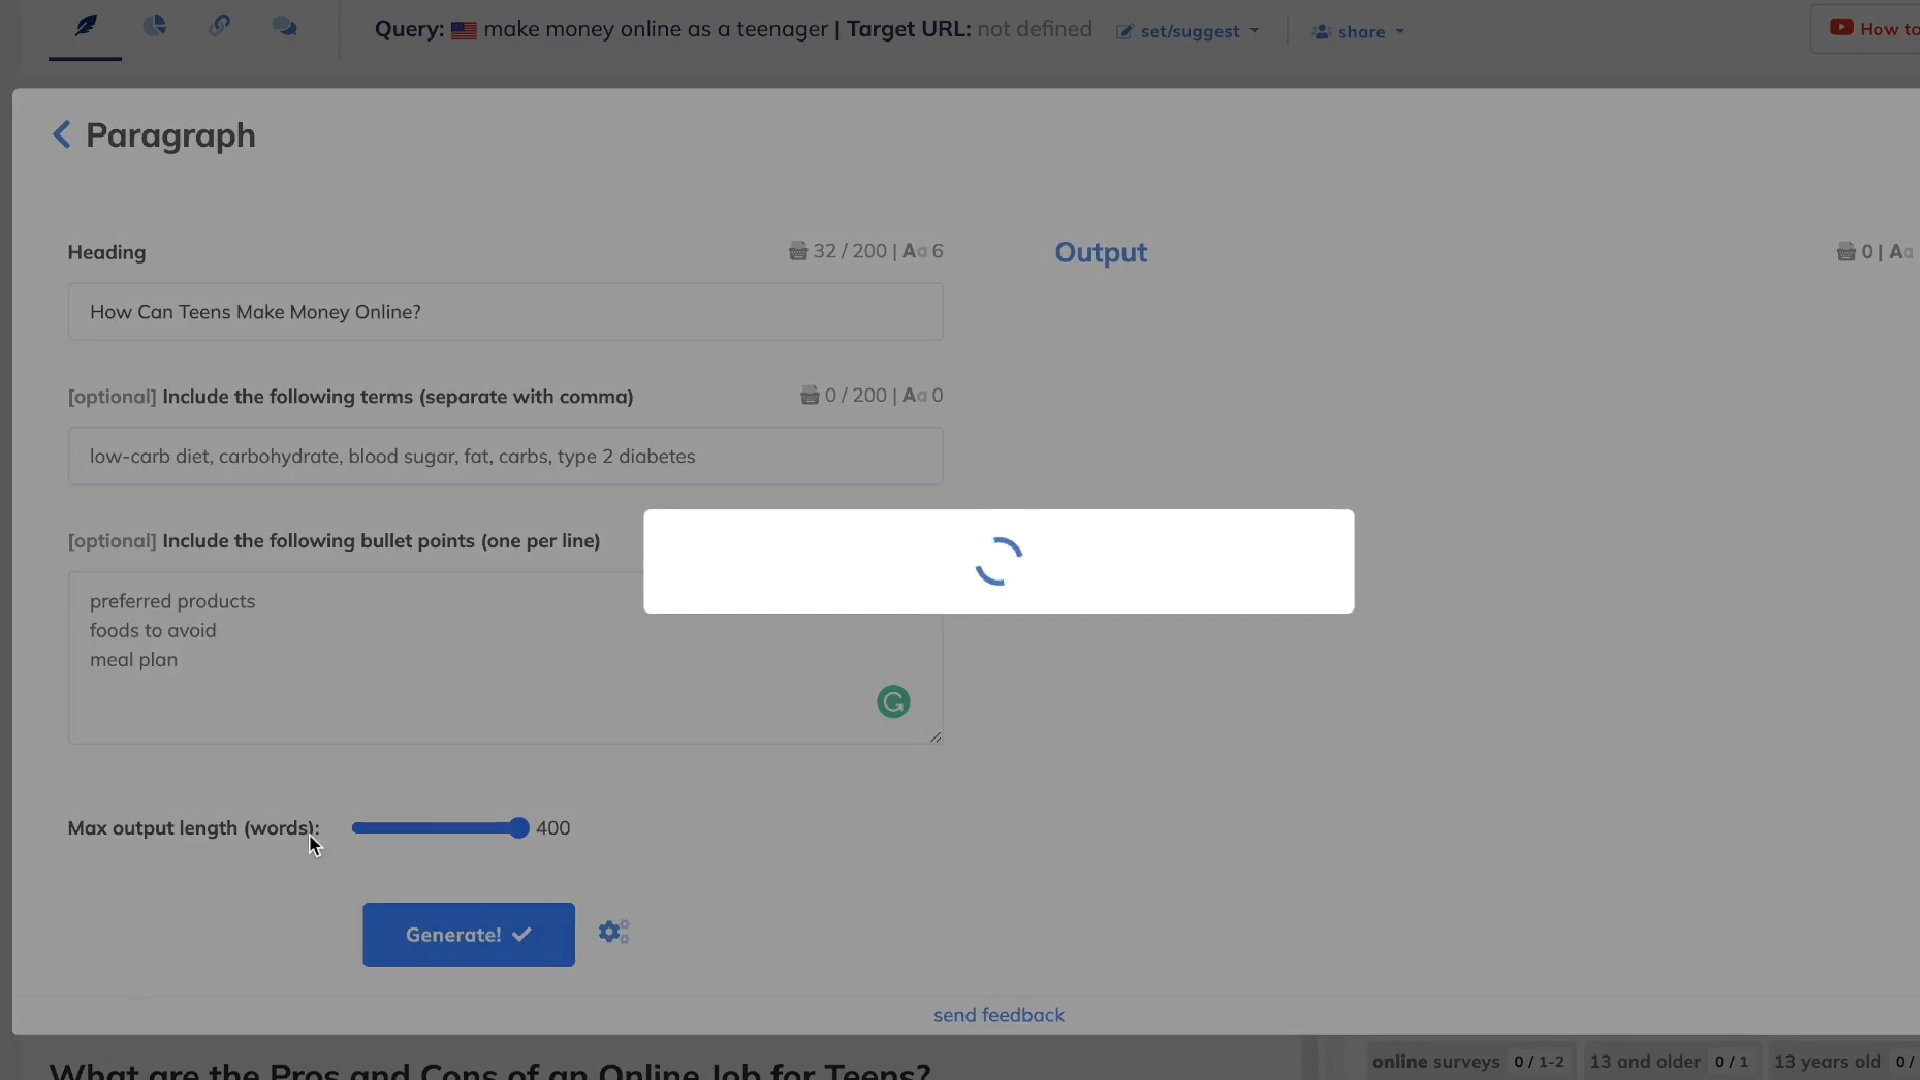 Query: make money online as a teenager | Target URL: not defined set/suggest share How to
Paragraph
Heading 32 / 200 | Aa 6
Output 0 | Aa
How Can Teens Make Money Online?
[optional] Include the following terms (separate with comma) 0 / 200 | Aa 0
low-carb diet, carbohydrate, blood sugar, fat, carbs, type 2 diabetes
[optional] Include the following bullet points (one per line)
preferred products
foods to avoid
meal plan
Max output length (words): 400
Generate!
send feedback
What are the Pros and Cons of an Online Job for Teens?
online surveys 0 / 1-2 13 and older 0 / 1 13 years old 0 /